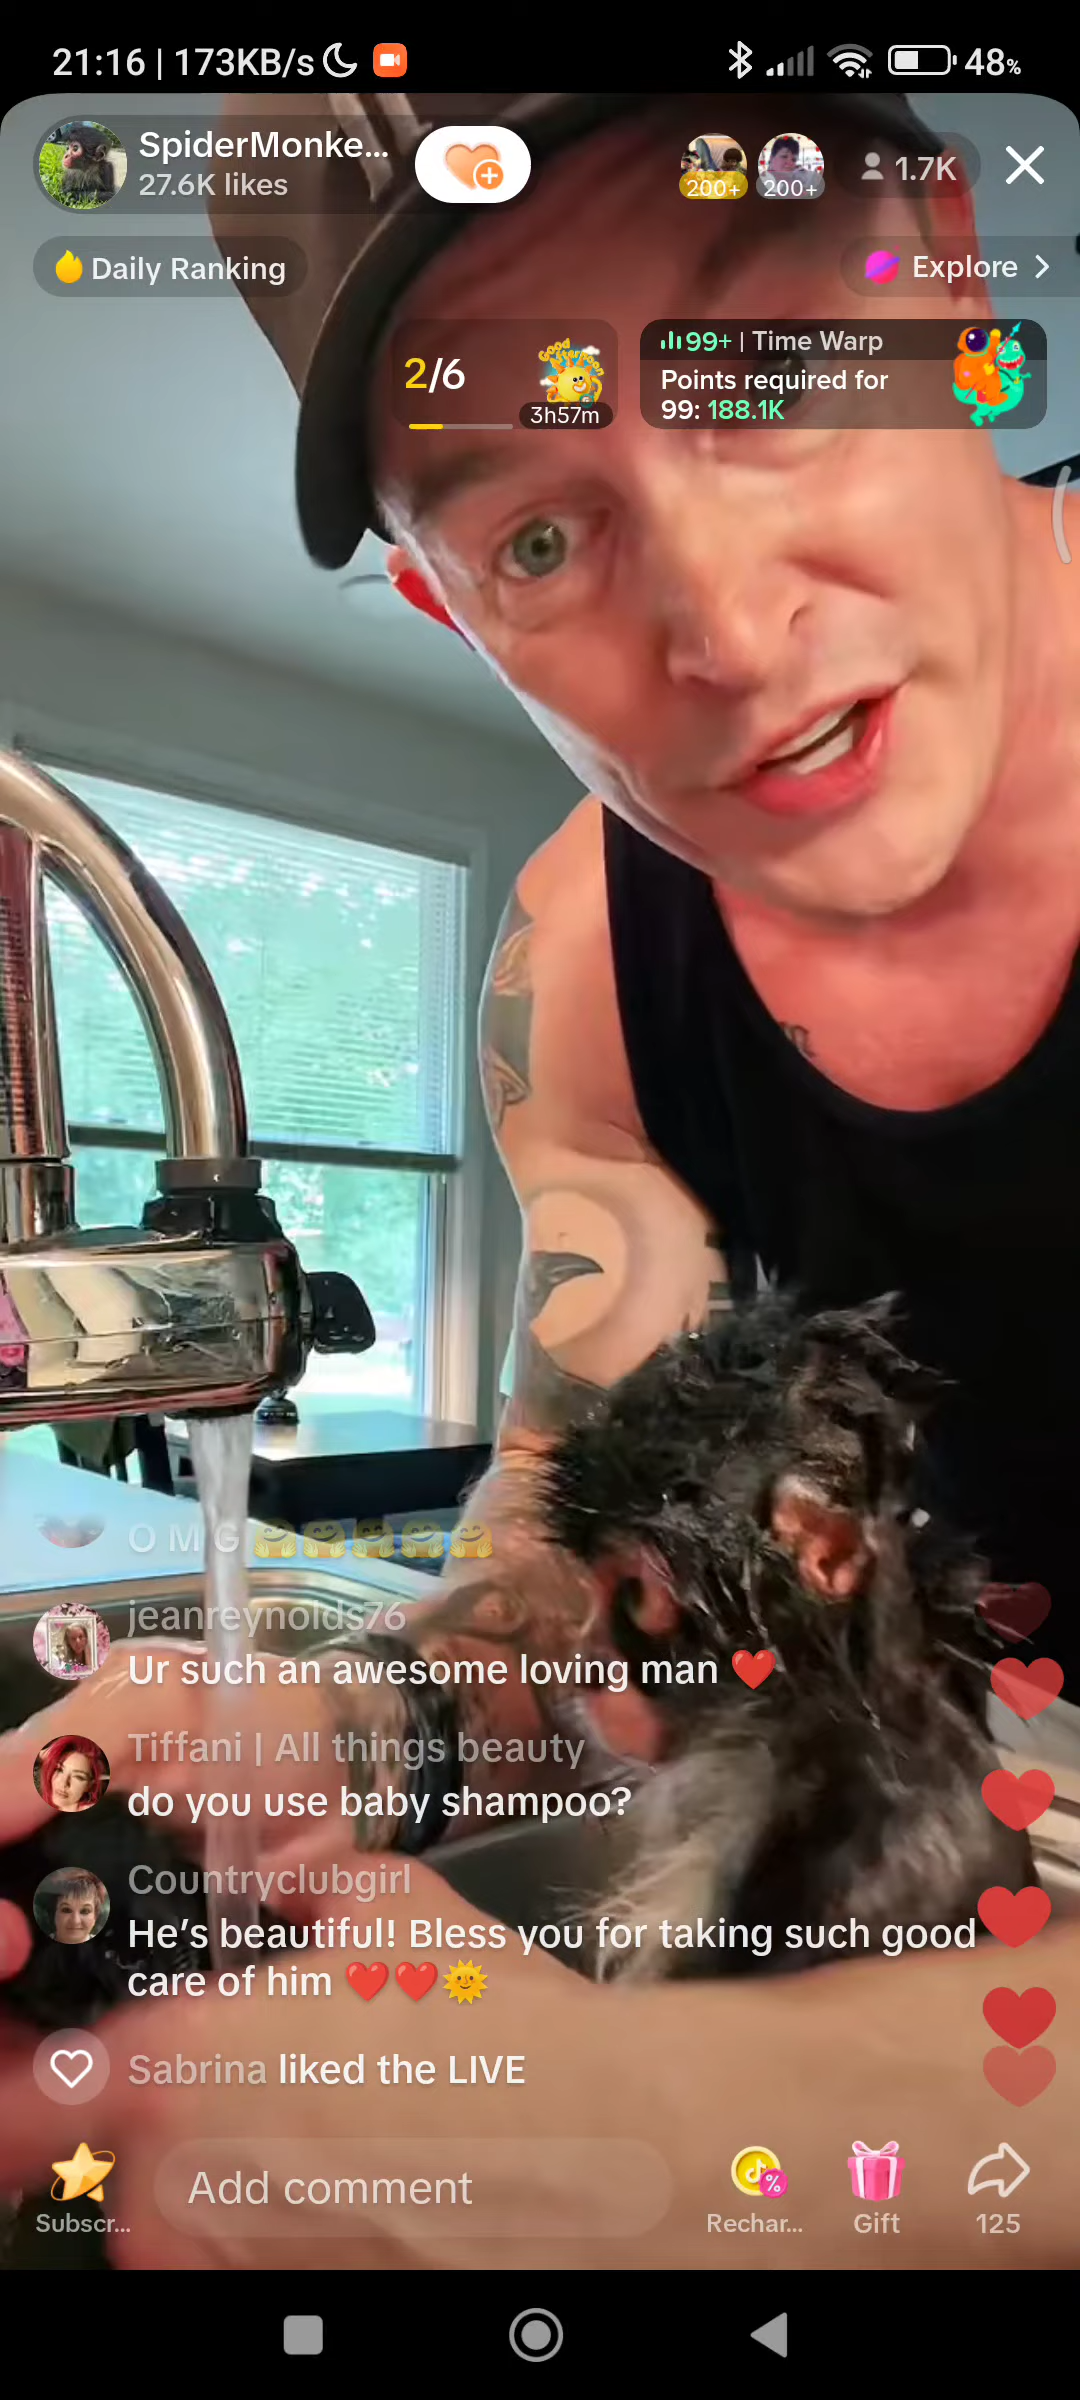 21:16 | 173KB/s
48%
SpiderMonke...
27.6K likes
200+
200+
1.7K
Daily Ranking
Explore
2/6
Good Afternoon
3h57m
99+ | Time Warp
Points required for
99: 188.1K
O M G 🤗🤗🤗🤗🤗
jeanreynolds76
Ur such an awesome loving man ❤️
Tiffani | All things beauty
do you use baby shampoo?
Countryclubgirl
He’s beautiful! Bless you for taking such good
care of him ❤️❤️🌞
Sabrina liked the LIVE
Subscr...
Add comment
Rechar...
Gift
125